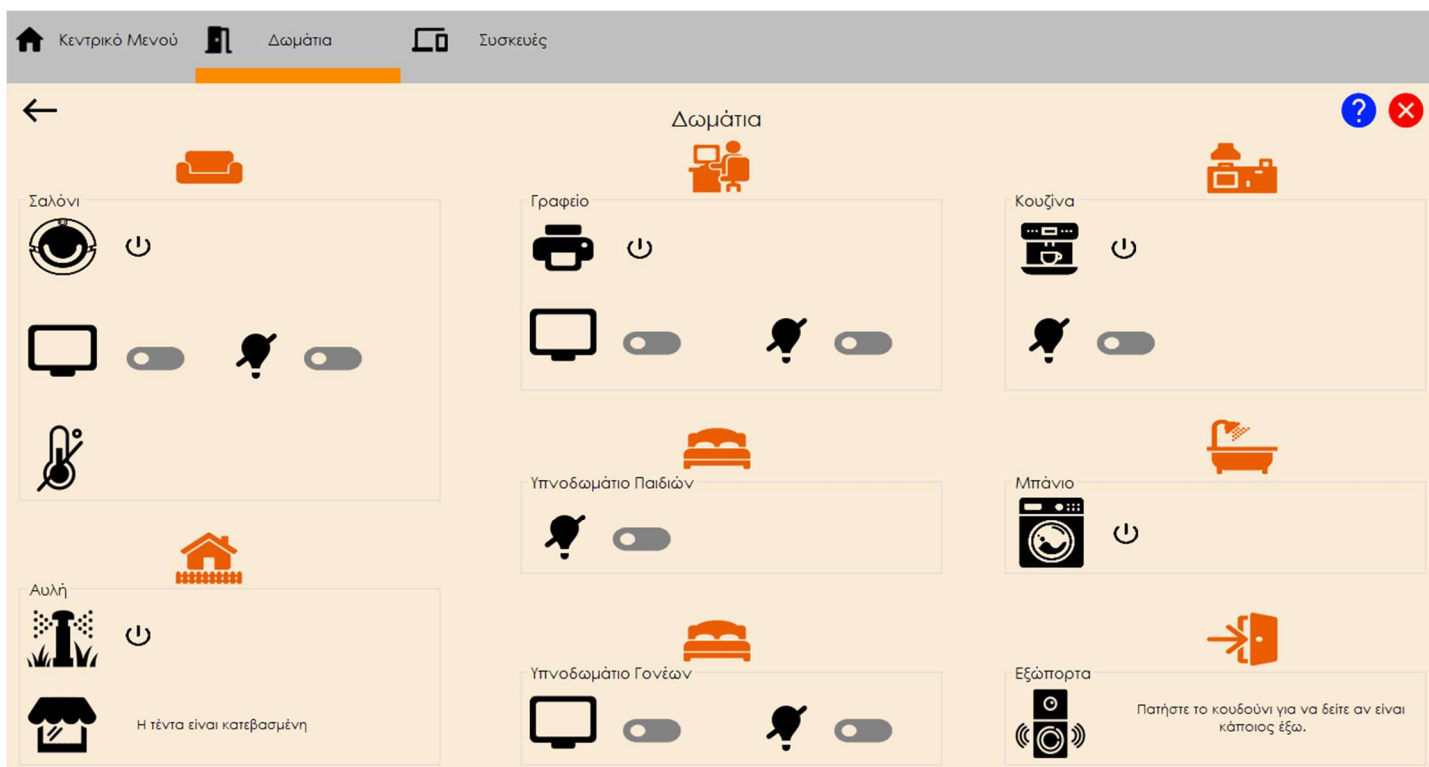 Κεντρικό Μενού
Δωμάτια
Συσκευές
Δωμάτια
Σαλόνι
Γραφείο
Κουζίνα
Υπνοδωμάτιο Παιδιών
Μπάνιο
Αυλή
Η τέντα είναι κατεβασμένη
Υπνοδωμάτιο Γονέων
Εξώπορτα
Πατήστε το κουδούνι για να δείτε αν είναι
κάποιος έξω.